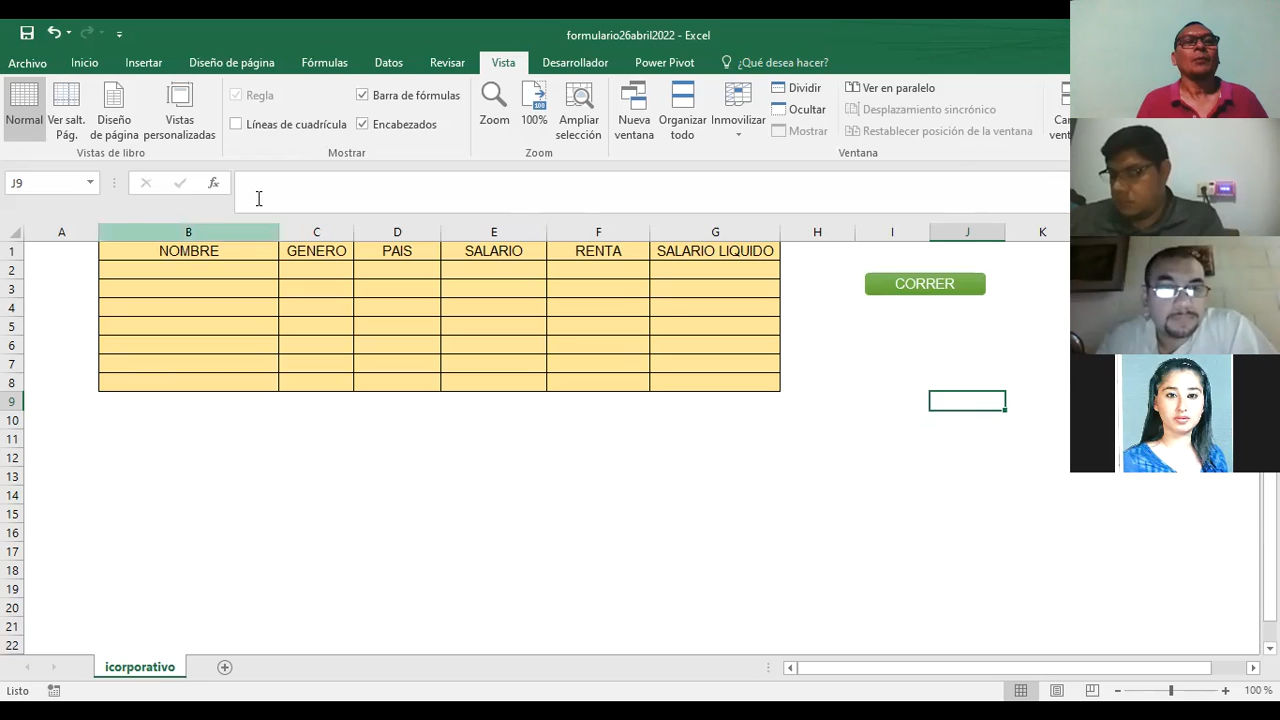 formulario26abril2022 - Excel
Archivo Inicio Insertar Diseño de página Fórmulas Datos Revisar Vista Desarrollador Power Pivot ¿Qué desea hacer?
Normal
Ver salt. Pág.
Diseño de página
Vistas personalizadas
Vistas de libro
Regla
Barra de fórmulas
Líneas de cuadrícula
Encabezados
Mostrar
Zoom
100%
Ampliar selección
Zoom
Nueva ventana
Organizar todo
Inmovilizar
Dividir
Ocultar
Mostrar
Ver en paralelo
Desplazamiento sincrónico
Restablecer posición de la ventana
Ventana
J9
fx
A B C D E F G H I J K
1 NOMBRE GENERO PAIS SALARIO RENTA SALARIO LIQUIDO
2
3 CORRER
4
5
6
7
8
9
10
11
12
13
14
15
16
17
18
19
20
21
22
icorporativo
Listo
100 %